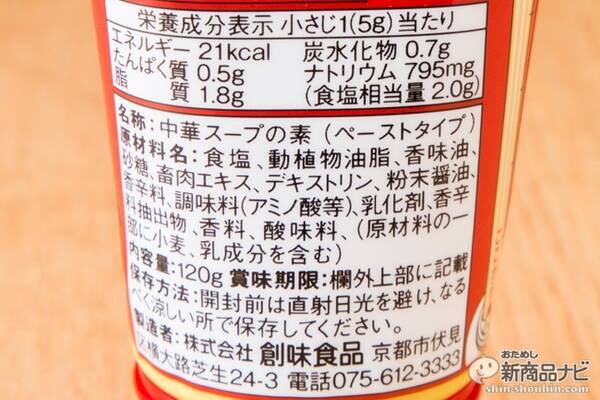 栄養成分表示 小さじ1(5g)当たり
エネルギー 21kcal 炭水化物 0.7g
たんぱく質 0.5g ナトリウム 795mg
脂質 1.8g (食塩相当量 2.0g)
名称:中華スープの素(ペーストタイプ)
原材料名:食塩、動植物油脂、香味油、
砂糖、畜肉エキス、デキストリン、粉末醤油、
香辛料、調味料(アミノ酸等)、乳化剤、香辛
料抽出物、香料、酸味料、(原材料の一
部に小麦、乳成分を含む)
内容量:120g 賞味期限:欄外上部に記載
保存方法:開封前は直射日光を避け、なる
べく涼しい所で保存してください。
製造者:株式会社 創味食品 京都市伏見
区横大路芝生24-3 電話075-612-3333
おためし
新商品ナビ
shin-shouhin.com